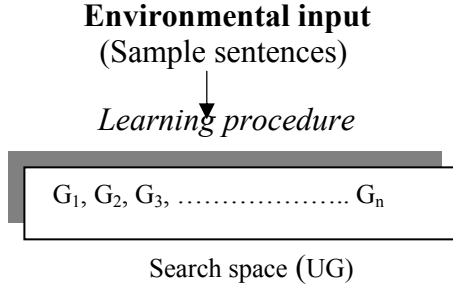 Environmental input
(Sample sentences)
Learning procedure
G₁, G₂, G₃, ………………….. Gₙ
Search space (UG)